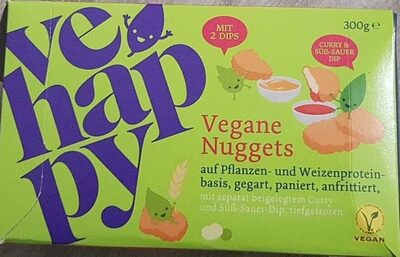 ve
hap
py
MIT
2 DIPS
300g e
CURRY &
SÜß-SAUER
DIP
Vegane
Nuggets
auf Pflanzen- und Weizenprotein-
basis, gegart, paniert, anfrittiert,
mit separat beigelegtem Curry
und Süß-Sauer-Dip, tiefgefroren
VEGAN